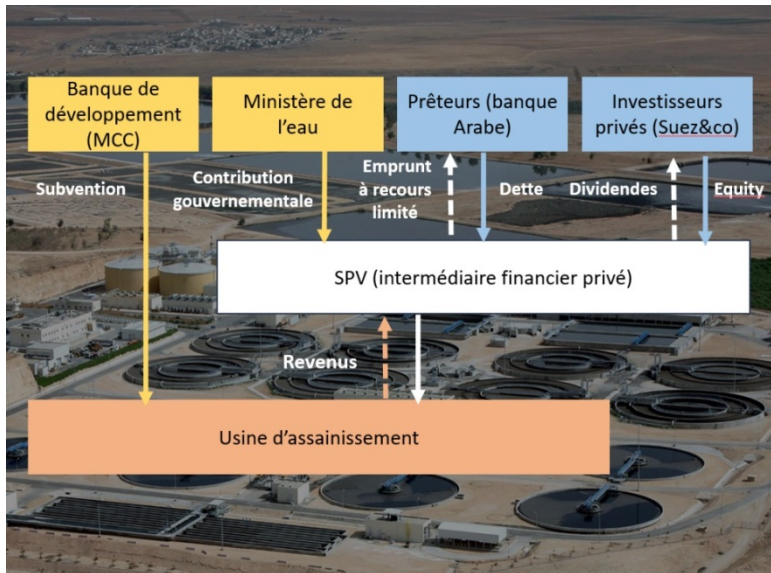 Banque de
développement
(MCC)
Ministère de
l'eau
Prêteurs (banque
Arabe)
Investisseurs
privés (Suez&co)
Subvention
Contribution
gouvernementale
Emprunt
à recours
limité
Dette
Dividendes
Equity
SPV (intermédiaire financier privé)
Revenus
Usine d'assainissement